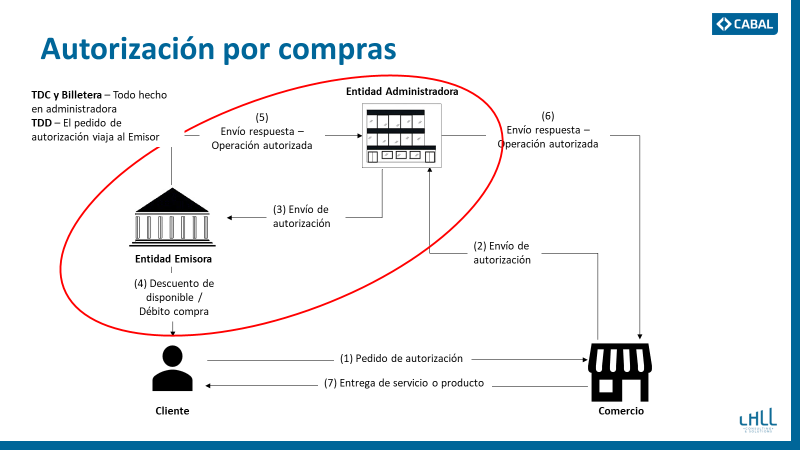 CABAL
Autorización por compras
TDC y Billetera – Todo hecho
en administradora
TDD – El pedido de
autorización viaja al Emisor
Entidad Administradora
(5)
Envío respuesta –
Operación autorizada
(6)
Envío respuesta –
Operación autorizada
(3) Envío de
autorización
(2) Envío de
autorización
Entidad Emisora
(4) Descuento de
disponible /
Débito compra
(1) Pedido de autorización
(7) Entrega de servicio o producto
Cliente
Comercio
LHLL